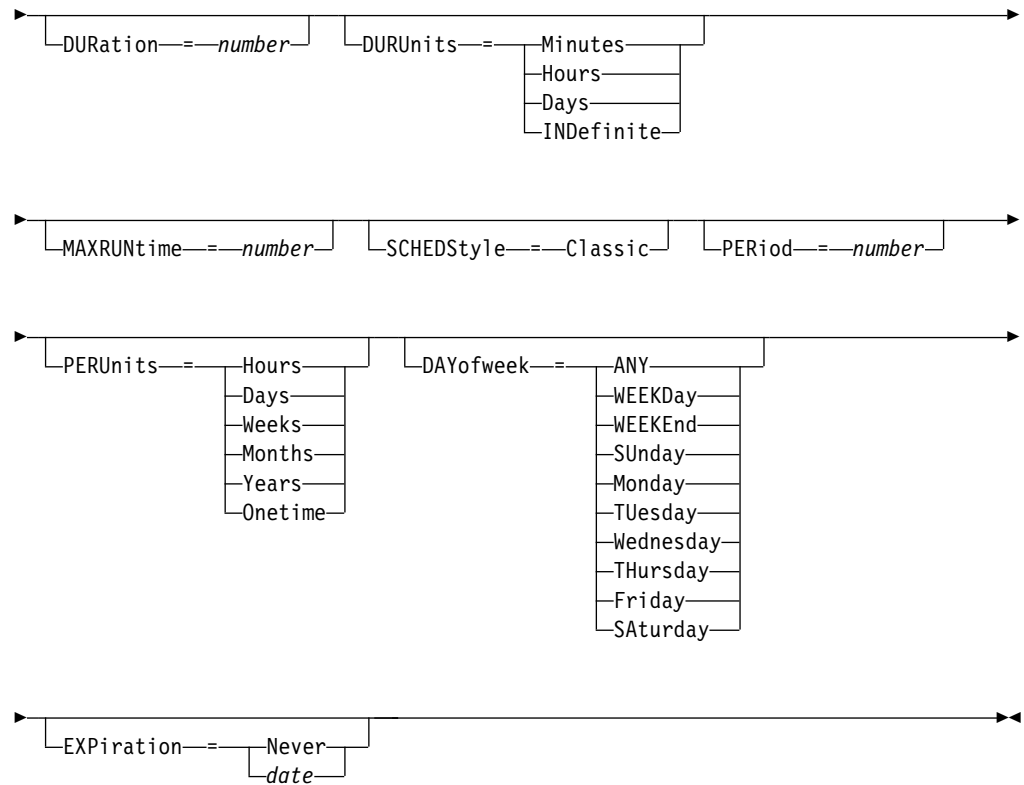 DURation = number DURUnits = Minutes
Hours
Days
INDefinite
MAXRUNtime = number SCHEDStyle = Classic PERiod = number
PERUnits = Hours DAYofweek = ANY
Days WEEKDay
Weeks WEEKEnd
Months SUnday
Years Monday
Onetime TUesday
Wednesday
THursday
Friday
SAturday
EXPiration = Never
date